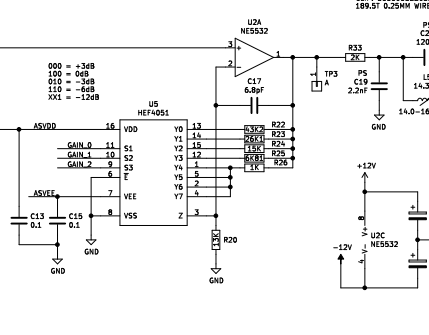 189.5T 0.25MM WIRE
U2A
NE5532
3
+
1
2
-
R33
2K
000 = +3dB
100 = 0dB
010 = -3dB
110 = -6dB
XX1 = -12dB
C17
6.8pF
1
TP3
A
PS
C19
2.2nF
GND
14.0-16
U5
HEF4051
ASVDD
16 VDD
Y0 13
43K2 R22
Y1 14
26K1 R23
GAIN_0 11 S1
Y2 15
15K R24
GAIN_1 10 S2
Y3 12
6K81 R25
GAIN_2 9 S3
Y4 1
1K R26
6 E
Y5 5
Y6 2
ASVEE 7 VEE
Y7 4
8 VSS
Z 3
C13
0.1
C15
0.1
GND
GND
13K R20
GND
+12V
8
V+
U2C
NE5532
V-
4
-12V